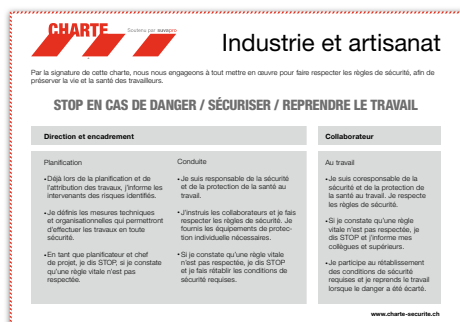 CHARTE
Soutenu par suvapro
Industrie et artisanat
Par la signature de cette charte, nous nous engageons à tout mettre en œuvre pour faire respecter les règles de sécurité, afin de
préserver la vie et la santé des travailleurs.
STOP EN CAS DE DANGER / SÉCURISER / REPRENDRE LE TRAVAIL
Direction et encadrement
Planification
• Déjà lors de la planification et de
l'attribution des travaux, j'informe les
intervenants des risques identifiés.
• Je définis les mesures techniques
et organisationnelles qui permettront
d'effectuer les travaux en toute
sécurité.
• En tant que planificateur et chef
de projet, je dis STOP, si je constate
qu'une règle vitale n'est pas
respectée.
Conduite
• Je suis responsable de la sécurité
et de la protection de la santé au
travail.
• J'instruis les collaborateurs et je fais
respecter les règles de sécurité. Je
fournis les équipements de protec-
tion individuelle nécessaires.
• Si je constate qu'une règle vitale
n'est pas respectée, je dis STOP
et je fais rétablir les conditions de
sécurité requises.
Collaborateur
Au travail
• Je suis coresponsable de la
sécurité et de la protection de
la santé au travail. Je respecte
les règles de sécurité.
• Si je constate qu'une règle
vitale n'est pas respectée, je
dis STOP et j'informe mes
collègues et supérieurs.
• Je participe au rétablissement
des conditions de sécurité
requises et je reprends le travail
lorsque le danger a été écarté.
www.charte-securite.ch